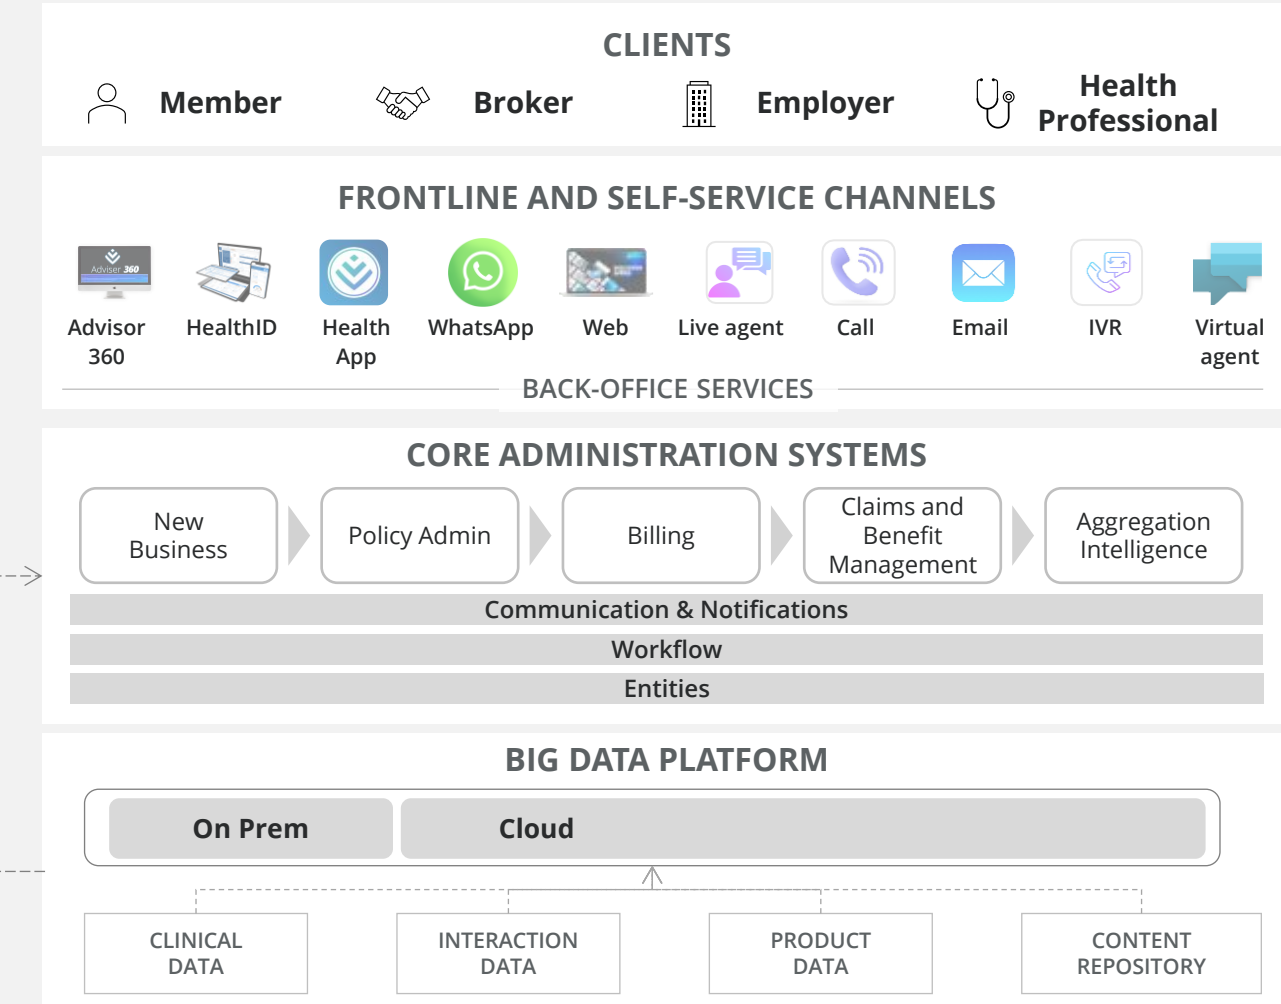 CLIENTS
Member
Broker
Employer
Health
Professional
FRONTLINE AND SELF-SERVICE CHANNELS
Adviser 360
Advisor
360
HealthID
Health
App
WhatsApp
Web
Live agent
Call
Email
IVR
Virtual
agent
BACK-OFFICE SERVICES
CORE ADMINISTRATION SYSTEMS
New
Business
Policy Admin
Billing
Claims and
Benefit
Management
Aggregation
Intelligence
Communication & Notifications
Workflow
Entities
BIG DATA PLATFORM
On Prem
Cloud
CLINICAL
DATA
INTERACTION
DATA
PRODUCT
DATA
CONTENT
REPOSITORY